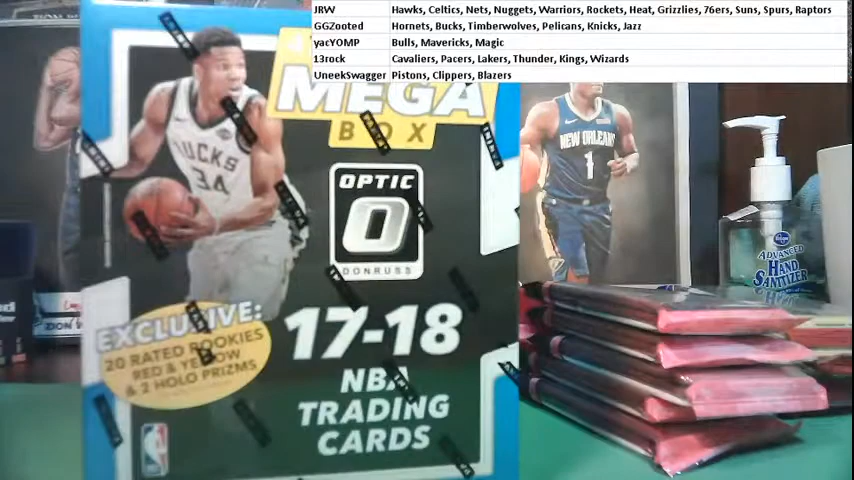 JRW Hawks, Celtics, Nets, Nuggets, Warriors, Rockets, Heat, Grizzlies, 76ers, Suns, Spurs, Raptors
GGZooted Hornets, Bucks, Timberwolves, Pelicans, Knicks, Jazz
yacYOMP Bulls, Mavericks, Magic
13rock Cavaliers, Pacers, Lakers, Thunder, Kings, Wizards
UneekSwagger Pistons, Clippers, Blazers
MEGA
BOX
BUCKS
34
OPTIC
DONRUSS
EXCLUSIVE:
20 RATED ROOKIES
RED & YELLOW
& 2 HOLO PRIZMS
17-18
NBA
TRADING
CARDS
NBA
NEW ORLEANS
1
ADVANCED
HAND
SANITIZER
ZION